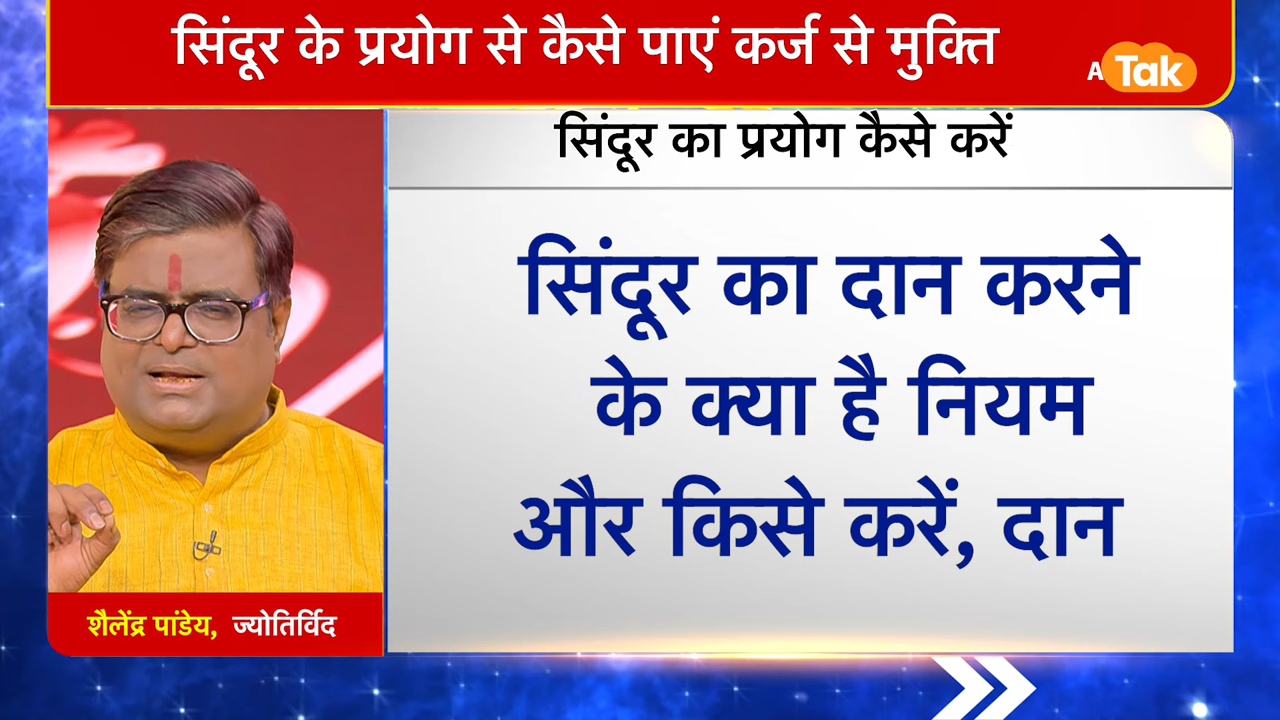 सिंदूर के प्रयोग से कैसे पाएं कर्ज से मुक्ति
A Tak
सिंदूर का प्रयोग कैसे करें
सिंदूर का दान करने
के क्या है नियम
और किसे करें, दान
शैलेंद्र पांडेय, ज्योतिर्विद